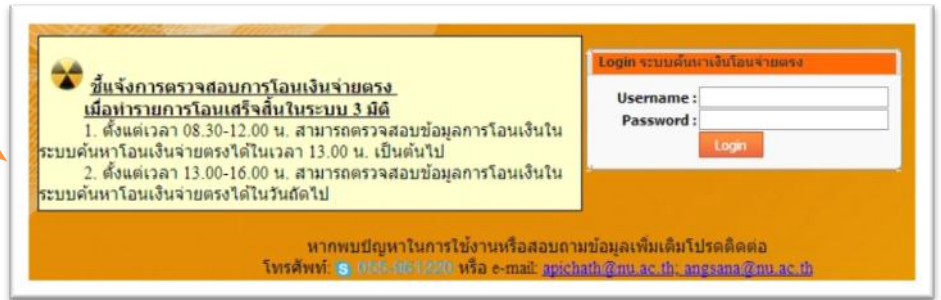 ชี้แจงการตรวจสอบการโอนเงินจ่ายตรง
เมื่อทำรายการโอนเสร็จสิ้นในระบบ 3 มิติ
1. ตั้งแต่เวลา 08.30-12.00 น. สามารถตรวจสอบข้อมูลการโอนเงินใน
ระบบค้นหาโอนเงินจ่ายตรงได้ในเวลา 13.00 น. เป็นต้นไป
2. ตั้งแต่เวลา 13.00-16.00 น. สามารถตรวจสอบข้อมูลการโอนเงินใน
ระบบค้นหาโอนเงินจ่ายตรงได้ในวันถัดไป
Login ระบบค้นหาเงินโอนจ่ายตรง
Username :
Password :
Login
หากพบปัญหาในการใช้งานหรือสอบถามข้อมูลเพิ่มเติมโปรดติดต่อ
โทรศัพท์: หรือ e-mail: apichath@nu.ac.th; angsana@nu.ac.th